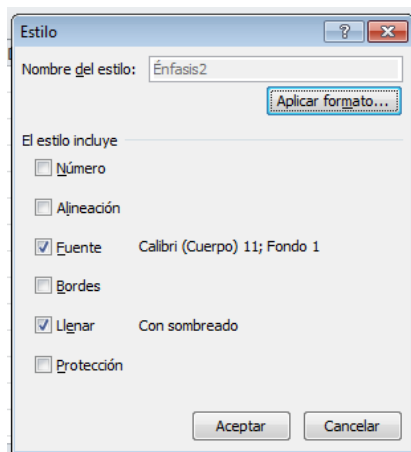 Estilo
Nombre del estilo: Énfasis2
Aplicar formato...
El estilo incluye
Número
Alineación
Fuente Calibri (Cuerpo) 11; Fondo 1
Bordes
Llenar Con sombreado
Protección
Aceptar Cancelar